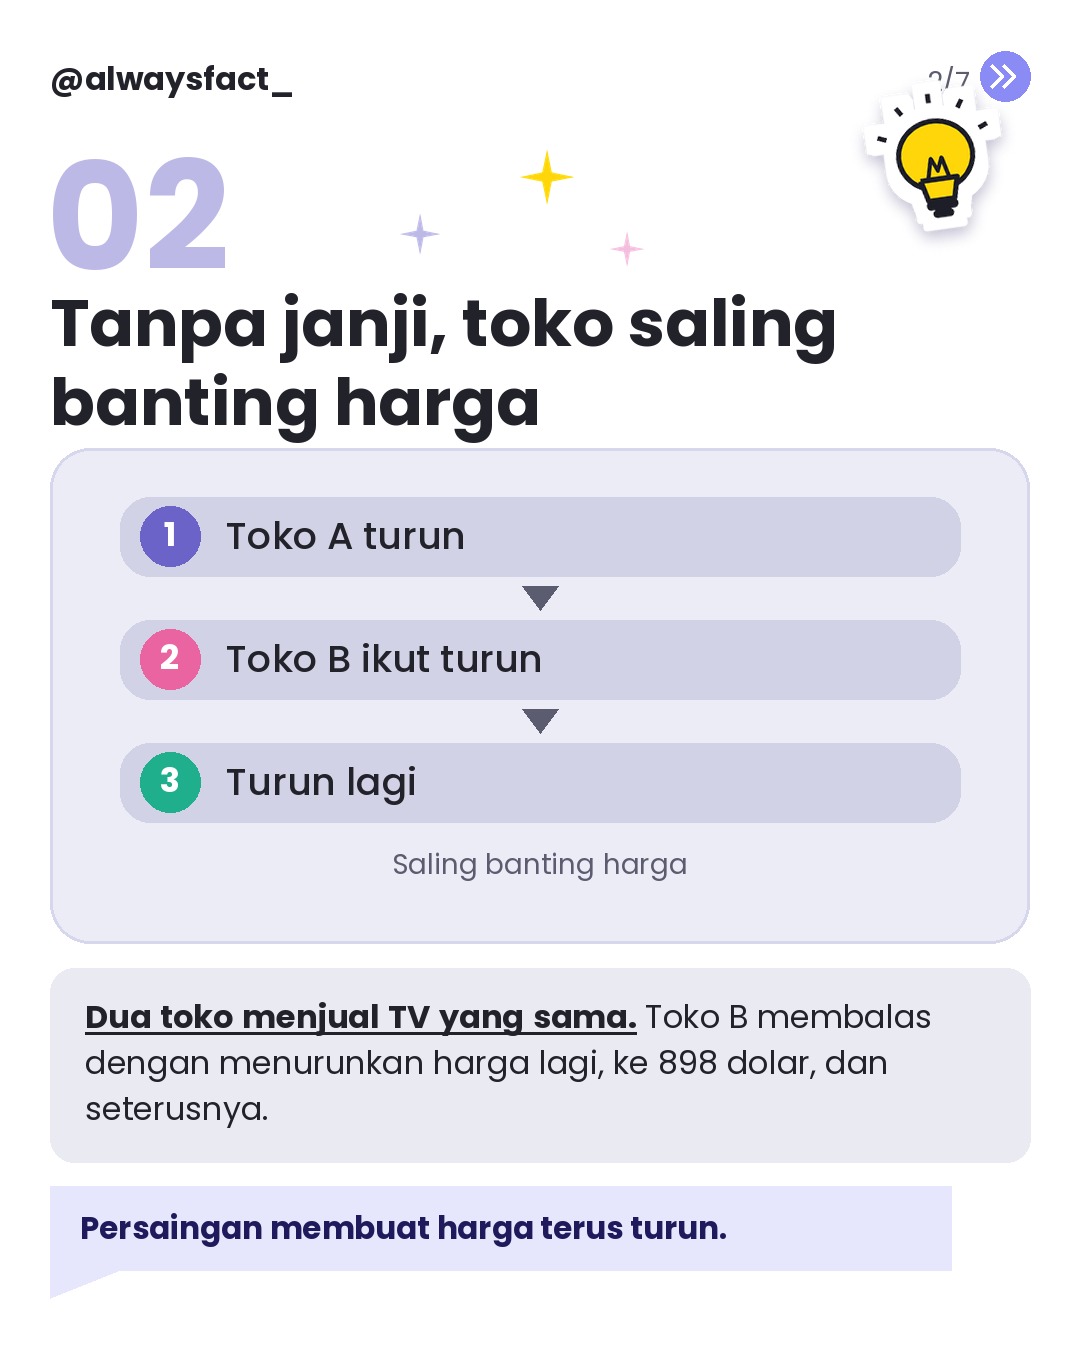 @alwaysfact_
2/7
02
Tanpa janji, toko saling
banting harga
1 Toko A turun
2 Toko B ikut turun
3 Turun lagi
Saling banting harga
Dua toko menjual TV yang sama. Toko B membalas
dengan menurunkan harga lagi, ke 898 dolar, dan
seterusnya.
Persaingan membuat harga terus turun.